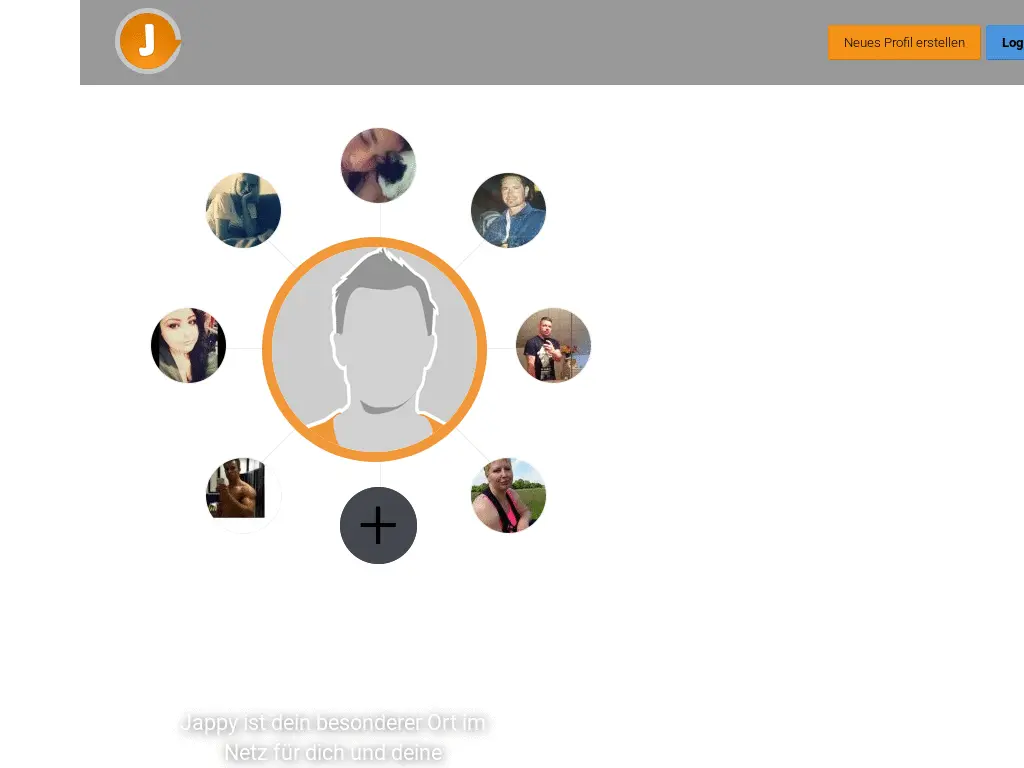 J
Neues Profil erstellen
Log
Jappy ist dein besonderer Ort im
Netz für dich und deine